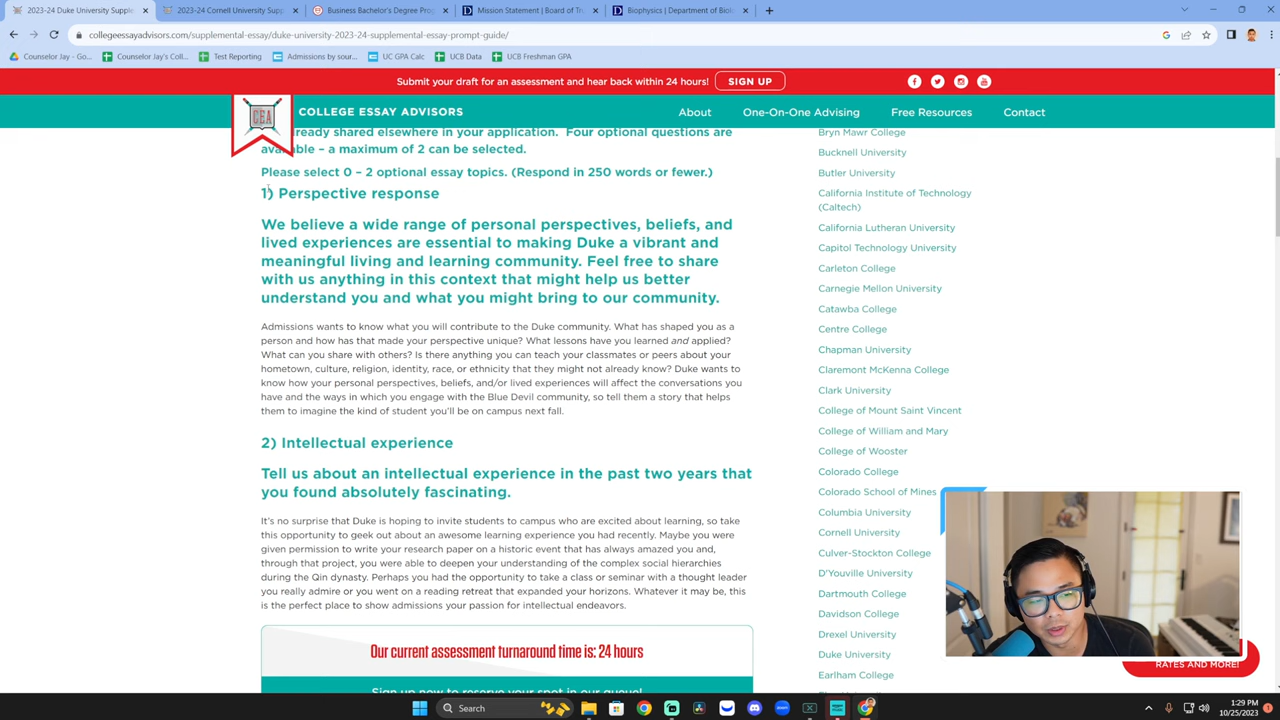 2023-24 Duke University Supple
2023-24 Cornell University Supp
Business Bachelor's Degree Prog
Mission Statement | Board of Tru
Biophysics | Department of Biol
collegeessayadvisors.com/supplemental-essay/duke-university-2023-24-supplemental-essay-prompt-guide/
Counselor Jay - Go...
Counselor Jay's Coll...
Test Reporting
Admissions by sour...
UC GPA Calc
UCB Data
UCB Freshman GPA
Submit your draft for an assessment and hear back within 24 hours!
SIGN UP
CEA
COLLEGE ESSAY ADVISORS
About
One-On-One Advising
Free Resources
Contact
already shared elsewhere in your application. Four optional questions are
available – a maximum of 2 can be selected.
Please select 0 – 2 optional essay topics. (Respond in 250 words or fewer.)
1) Perspective response
We believe a wide range of personal perspectives, beliefs, and
lived experiences are essential to making Duke a vibrant and
meaningful living and learning community. Feel free to share
with us anything in this context that might help us better
understand you and what you might bring to our community.
Admissions wants to know what you will contribute to the Duke community. What has shaped you as a
person and how has that made your perspective unique? What lessons have you learned and applied?
What can you share with others? Is there anything you can teach your classmates or peers about your
hometown, culture, religion, identity, race, or ethnicity that they might not already know? Duke wants to
know how your personal perspectives, beliefs, and/or lived experiences will affect the conversations you
have and the ways in which you engage with the Blue Devil community, so tell them a story that helps
them to imagine the kind of student you'll be on campus next fall.
2) Intellectual experience
Tell us about an intellectual experience in the past two years that
you found absolutely fascinating.
It's no surprise that Duke is hoping to invite students to campus who are excited about learning, so take
this opportunity to geek out about an awesome learning experience you had recently. Maybe you were
given permission to write your research paper on a historic event that has always amazed you and,
through that project, you were able to deepen your understanding of the complex social hierarchies
during the Qin dynasty. Perhaps you had the opportunity to take a class or seminar with a thought leader
you really admire or you went on a reading retreat that expanded your horizons. Whatever it may be, this
is the perfect place to show admissions your passion for intellectual endeavors.
Our current assessment turnaround time is: 24 hours
Sign up now to reserve your spot in our queue!
Bryn Mawr College
Bucknell University
Butler University
California Institute of Technology
(Caltech)
California Lutheran University
Capitol Technology University
Carleton College
Carnegie Mellon University
Catawba College
Centre College
Chapman University
Claremont McKenna College
Clark University
College of Mount Saint Vincent
College of William and Mary
College of Wooster
Colorado College
Colorado School of Mines
Columbia University
Cornell University
Culver-Stockton College
D'Youville University
Dartmouth College
Davidson College
Drexel University
Duke University
Earlham College
RATES AND MORE!
Search
1:29 PM
10/25/2023